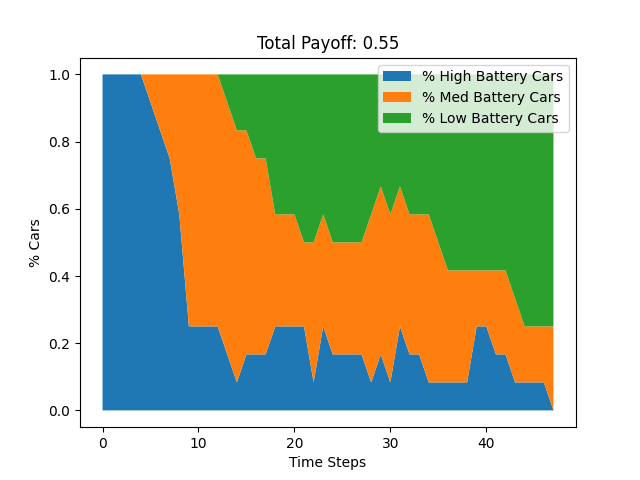 Total Payoff: 0.55
% High Battery Cars
% Med Battery Cars
% Low Battery Cars
1.0
0.8
0.6
0.4
0.2
0.0
% Cars
0 10 20 30 40
Time Steps